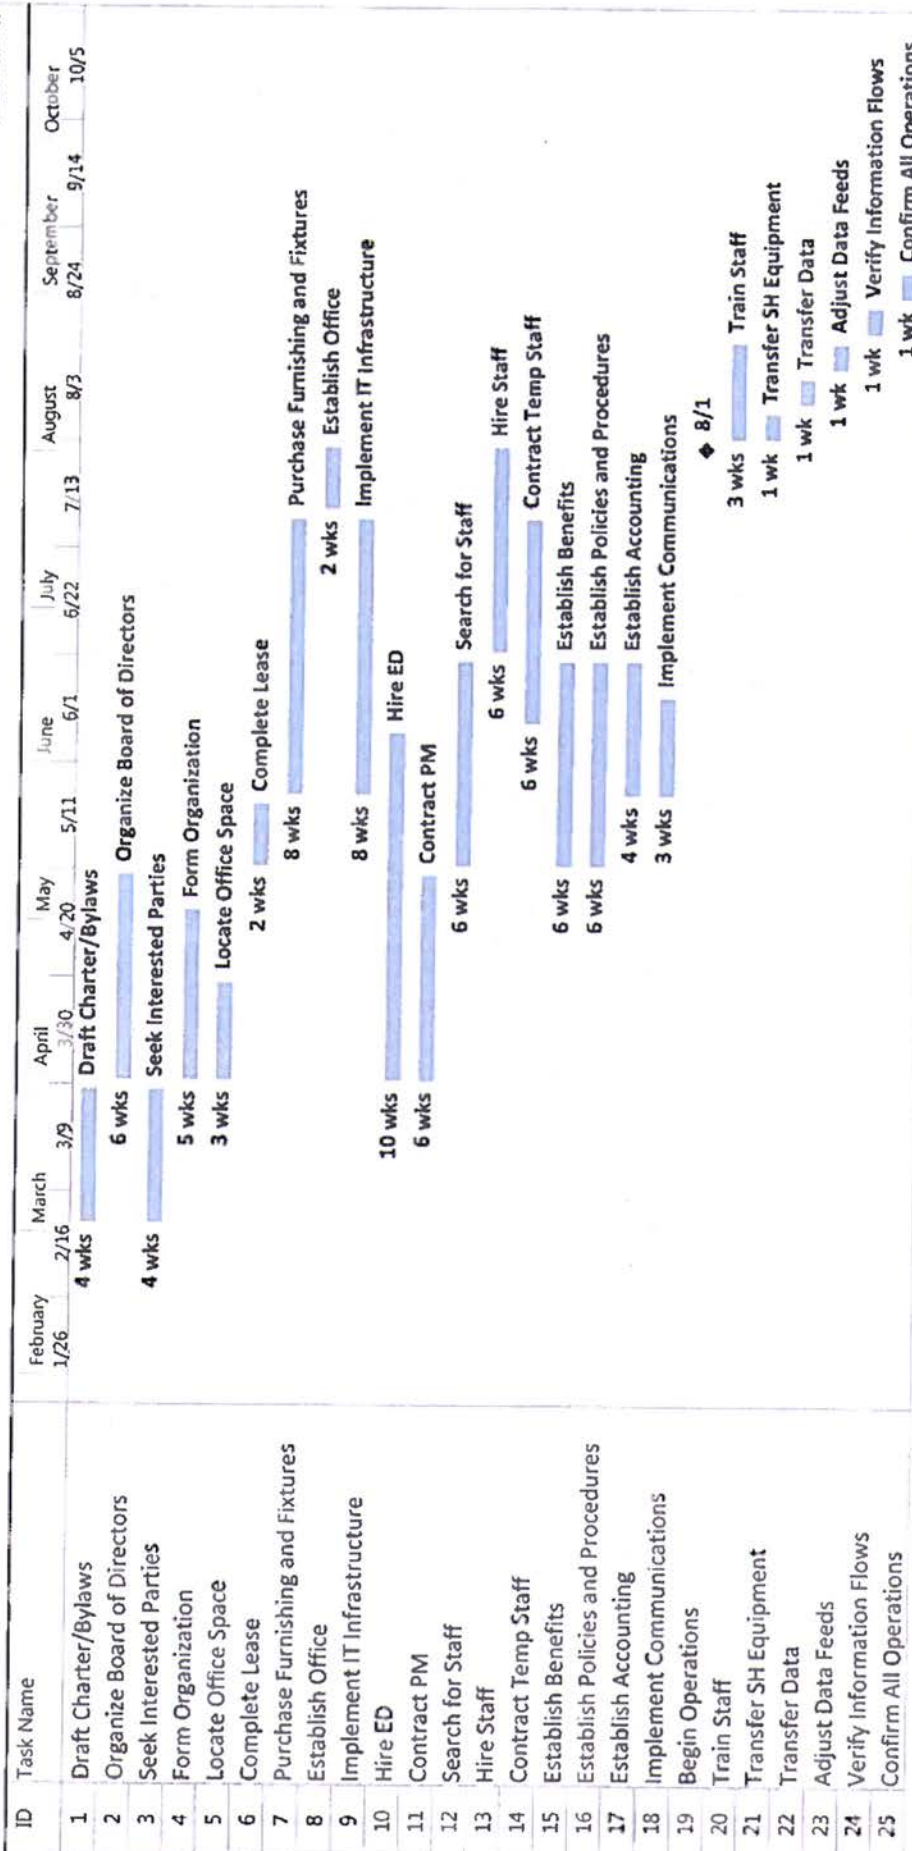 ID Task Name February March April May June July August September October
1/26 2/16 3/9 3/30 4/20 5/11 6/1 6/22 7/13 8/3 8/24 9/14 10/5
1 Draft Charter/Bylaws 4 wks Draft Charter/Bylaws
2 Organize Board of Directors 6 wks Organize Board of Directors
3 Seek Interested Parties 4 wks Seek Interested Parties
4 Form Organization 5 wks Form Organization
5 Locate Office Space 3 wks Locate Office Space
6 Complete Lease 2 wks Complete Lease
7 Purchase Furnishing and Fixtures 8 wks Purchase Furnishing and Fixtures
8 Establish Office 2 wks Establish Office
9 Implement IT Infrastructure 8 wks Implement IT Infrastructure
10 Hire ED 10 wks Hire ED
11 Contract PM 6 wks Contract PM
12 Search for Staff 6 wks Search for Staff
13 Hire Staff 6 wks Hire Staff
14 Contract Temp Staff 6 wks Contract Temp Staff
15 Establish Benefits 6 wks Establish Benefits
16 Establish Policies and Procedures 6 wks Establish Policies and Procedures
17 Establish Accounting 4 wks Establish Accounting
18 Implement Communications 3 wks Implement Communications
19 Begin Operations 8/1
20 Train Staff 3 wks Train Staff
21 Transfer SH Equipment 1 wk Transfer SH Equipment
22 Transfer Data 1 wk Transfer Data
23 Adjust Data Feeds 1 wk Adjust Data Feeds
24 Verify Information Flows 1 wk Verify Information Flows
25 Confirm All Operations 1 wk Confirm All Operations